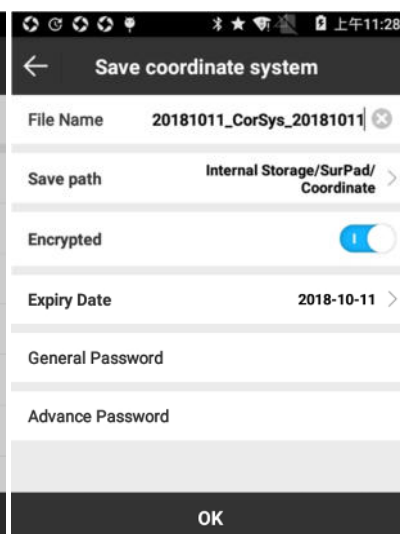 上午11:28
Save coordinate system
File Name 20181011_CorSys_20181011
Save path Internal Storage/SurPad/
Coordinate
Encrypted
Expiry Date 2018-10-11
General Password
Advance Password
OK